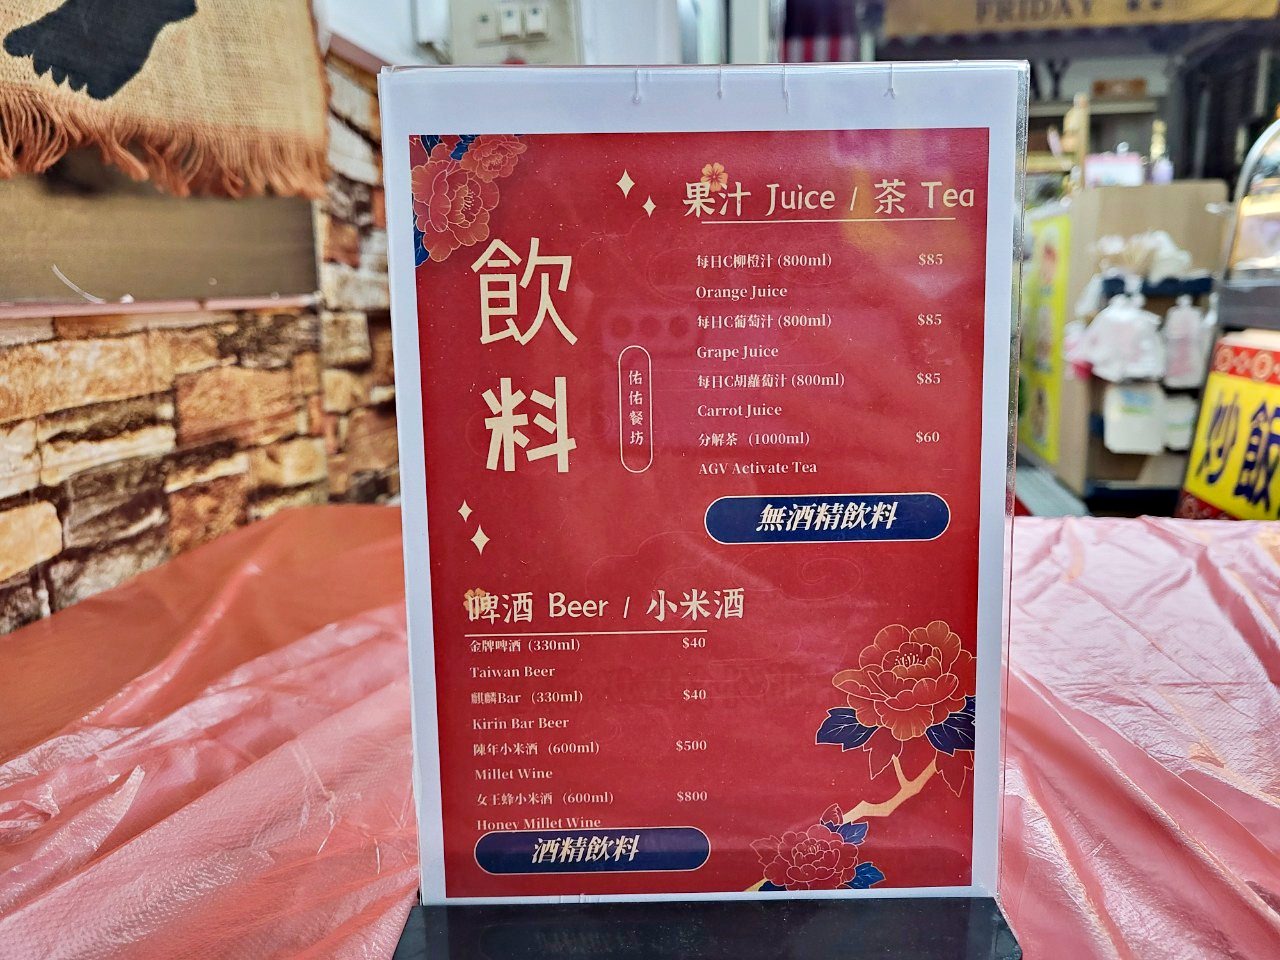 FRIDAY
飲料
佑佑餐坊
果汁 Juice / 茶 Tea
每日C柳橙汁 (800ml) $85
Orange Juice
每日C葡萄汁 (800ml) $85
Grape Juice
每日C胡蘿蔔汁 (800ml) $85
Carrot Juice
分解茶 (1000ml) $60
AGV Activate Tea
無酒精飲料
啤酒 Beer / 小米酒
金牌啤酒 (330ml) $40
Taiwan Beer
麒麟Bar (330ml) $40
Kirin Bar Beer
陳年小米酒 (600ml) $500
Millet Wine
女王蜂小米酒 (600ml) $800
Honey Millet Wine
酒精飲料
炒飯